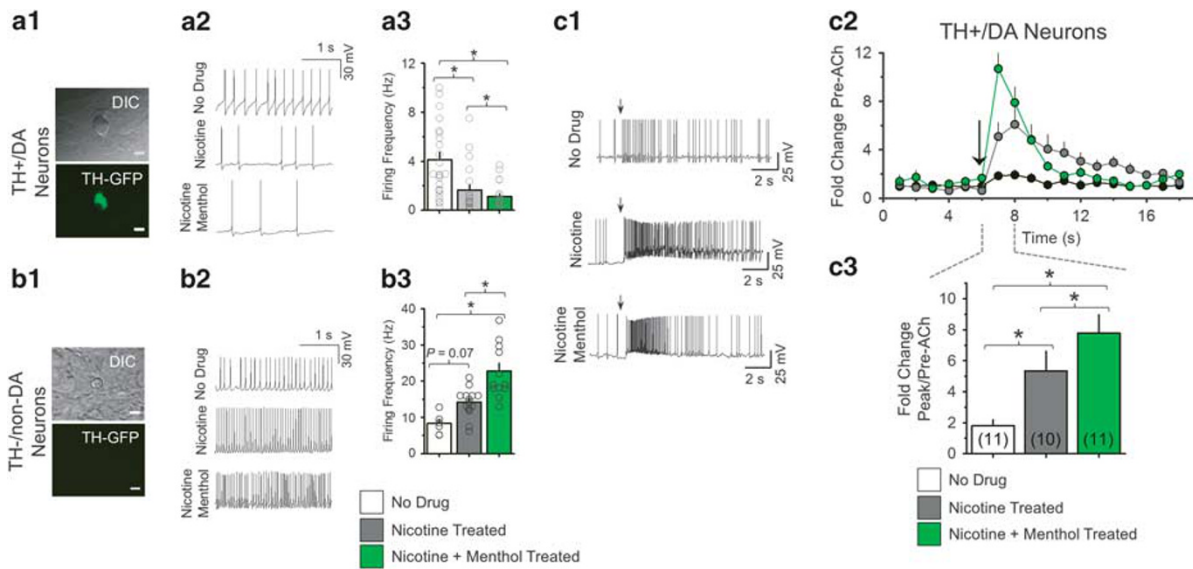 a1
DIC
TH-GFP
TH+/DA
Neurons
a2
1 s
30 mV
No Drug
Nicotine
Nicotine
Menthol
a3
*
*
*
Firing Frequency (Hz)
12
8
4
0
b1
DIC
TH-GFP
TH-/non-DA
Neurons
b2
1 s
30 mV
No Drug
Nicotine
Nicotine
Menthol
b3
*
*
P = 0.07
Firing Frequency (Hz)
40
30
20
10
0
c1
No Drug
2 s
25 mV
Nicotine
2 s
25 mV
Nicotine
Menthol
2 s
25 mV
c2
TH+/DA Neurons
Fold Change Pre-ACh
12
8
4
0
0 4 8 12 16
Time (s)
c3
*
*
*
Fold Change
Peak/Pre-ACh
10
8
6
4
2
0
(11) (10) (11)
No Drug
Nicotine Treated
Nicotine + Menthol Treated
No Drug
Nicotine Treated
Nicotine + Menthol Treated